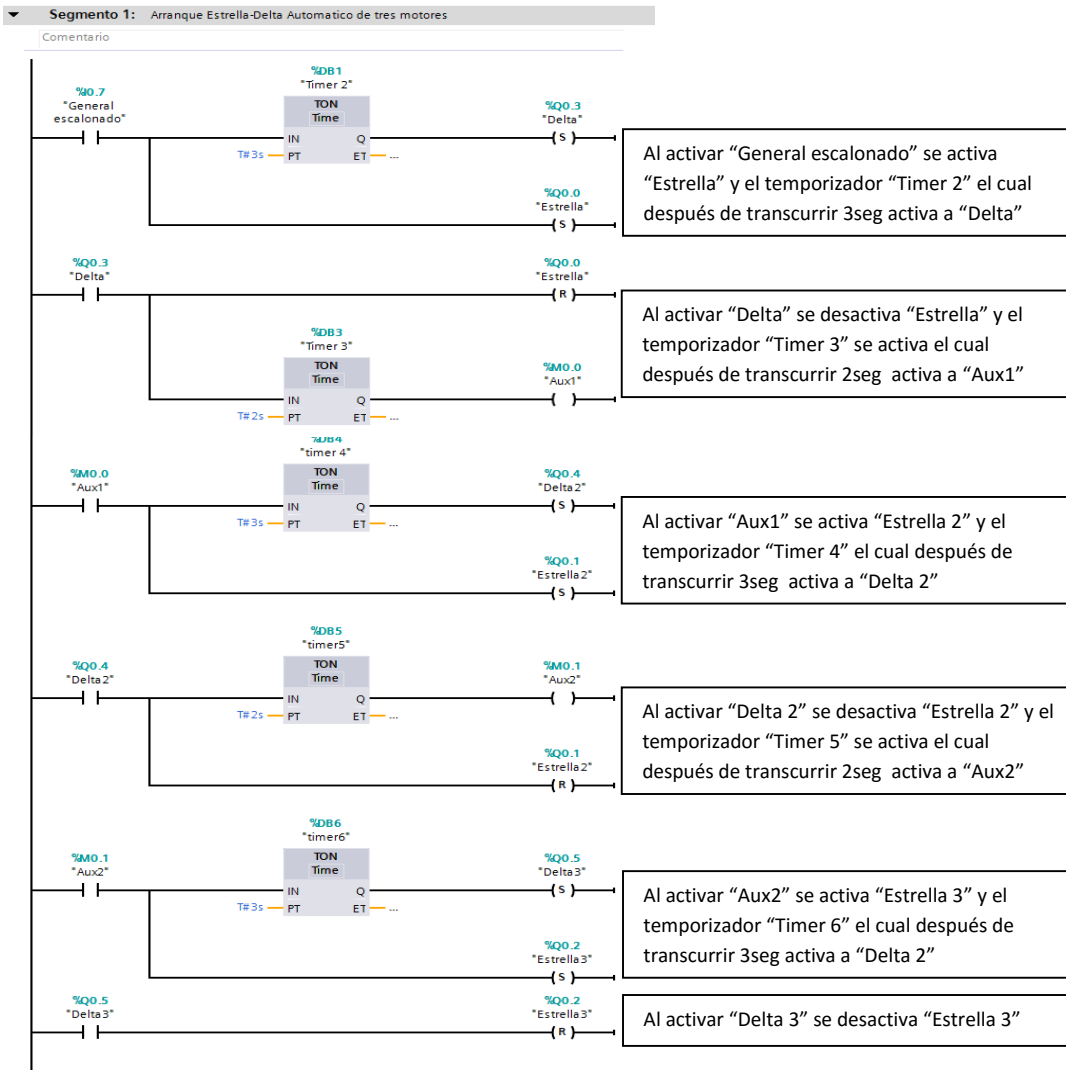 Segmento 1: Arranque Estrella-Delta Automatico de tres motores
Comentario
%I0.7
"General
escalonado"
%DB1
"Timer 2"
TON
Time
IN Q
T#3s PT ET ...
%Q0.3
"Delta"
S
%Q0.0
"Estrella"
S
Al activar “General escalonado” se activa
“Estrella” y el temporizador “Timer 2” el cual
después de transcurrir 3seg activa a “Delta”
%Q0.3
"Delta"
%Q0.0
"Estrella"
R
%DB3
"Timer 3"
TON
Time
IN Q
T#2s PT ET ...
%M0.0
"Aux1"
Al activar “Delta” se desactiva “Estrella” y el
temporizador “Timer 3” se activa el cual
después de transcurrir 2seg activa a “Aux1”
%M0.0
"Aux1"
%DB4
"timer 4"
TON
Time
IN Q
T#3s PT ET ...
%Q0.4
"Delta2"
S
%Q0.1
"Estrella2"
S
Al activar “Aux1” se activa “Estrella 2” y el
temporizador “Timer 4” el cual después de
transcurrir 3seg activa a “Delta 2”
%Q0.4
"Delta2"
%DB5
"timer5"
TON
Time
IN Q
T#2s PT ET ...
%M0.1
"Aux2"
%Q0.1
"Estrella2"
R
Al activar “Delta 2” se desactiva “Estrella 2” y el
temporizador “Timer 5” se activa el cual
después de transcurrir 2seg activa a “Aux2”
%M0.1
"Aux2"
%DB6
"timer6"
TON
Time
IN Q
T#3s PT ET ...
%Q0.5
"Delta3"
S
%Q0.2
"Estrella3"
S
Al activar “Aux2” se activa “Estrella 3” y el
temporizador “Timer 6” el cual después de
transcurrir 3seg activa a “Delta 2”
%Q0.5
"Delta3"
%Q0.2
"Estrella3"
R
Al activar “Delta 3” se desactiva “Estrella 3”